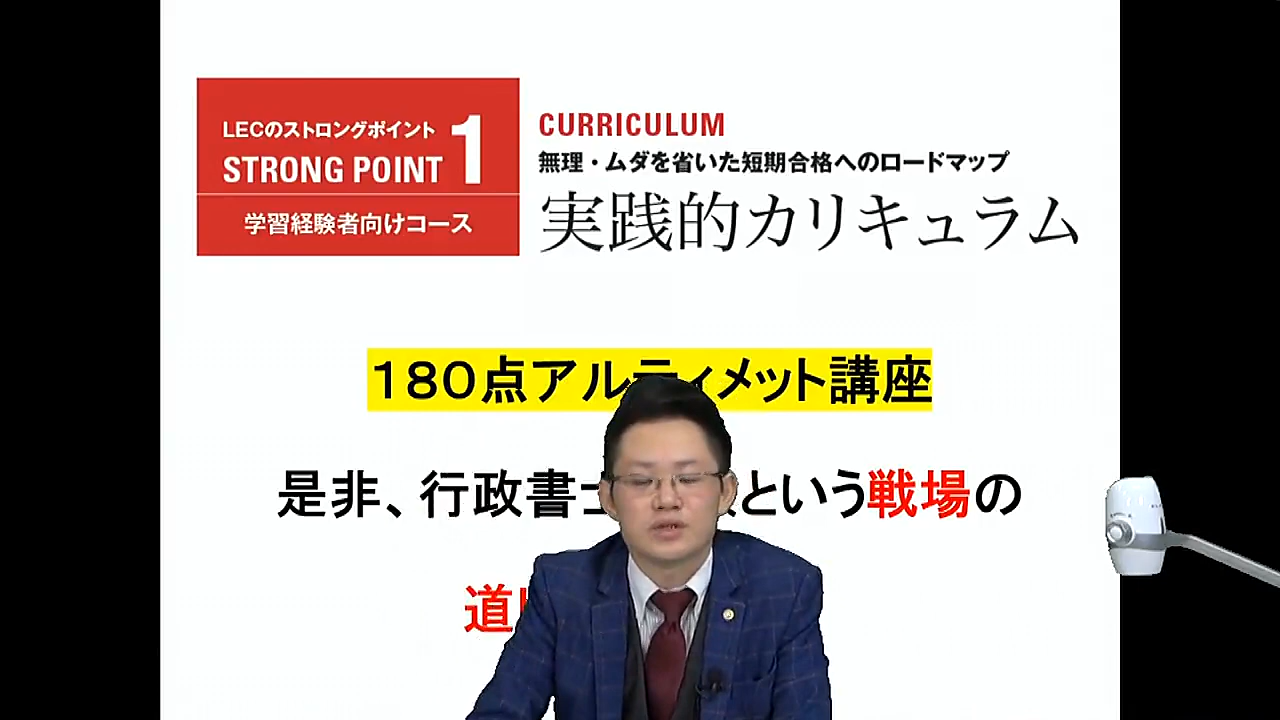 LECのストロングポイント
STRONG POINT 1
学習経験者向けコース
CURRICULUM
無理・ムダを省いた短期合格へのロードマップ
実践的カリキュラム
180点アルティメット講座
是非、行政書士 という戦場の
道